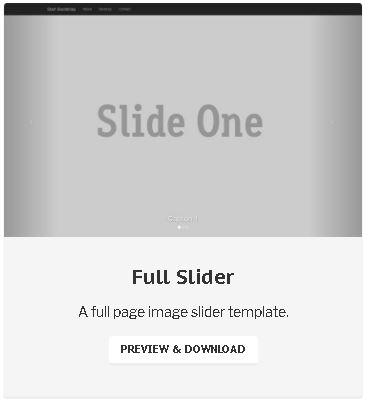 Start Bootstrap About Services Contact
Slide One
Caption 1
Full Slider
A full page image slider template.
PREVIEW & DOWNLOAD